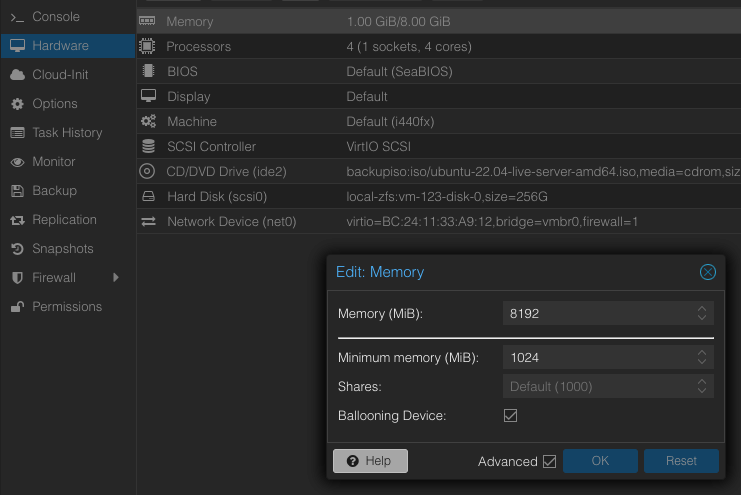 Console
Hardware
Cloud-Init
Options
Task History
Monitor
Backup
Replication
Snapshots
Firewall
Permissions
Memory 1.00 GiB/8.00 GiB
Processors 4 (1 sockets, 4 cores)
BIOS Default (SeaBIOS)
Display Default
Machine Default (i440fx)
SCSI Controller VirtIO SCSI
CD/DVD Drive (ide2) backupiso:iso/ubuntu-22.04-live-server-amd64.iso,media=cdrom,siz
Hard Disk (scsi0) local-zfs:vm-123-disk-0,size=256G
Network Device (net0) virtio=BC:24:11:33:A9:12,bridge=vmbr0,firewall=1
Edit: Memory
Memory (MiB): 8192
Minimum memory (MiB): 1024
Shares: Default (1000)
Ballooning Device:
Help Advanced OK Reset